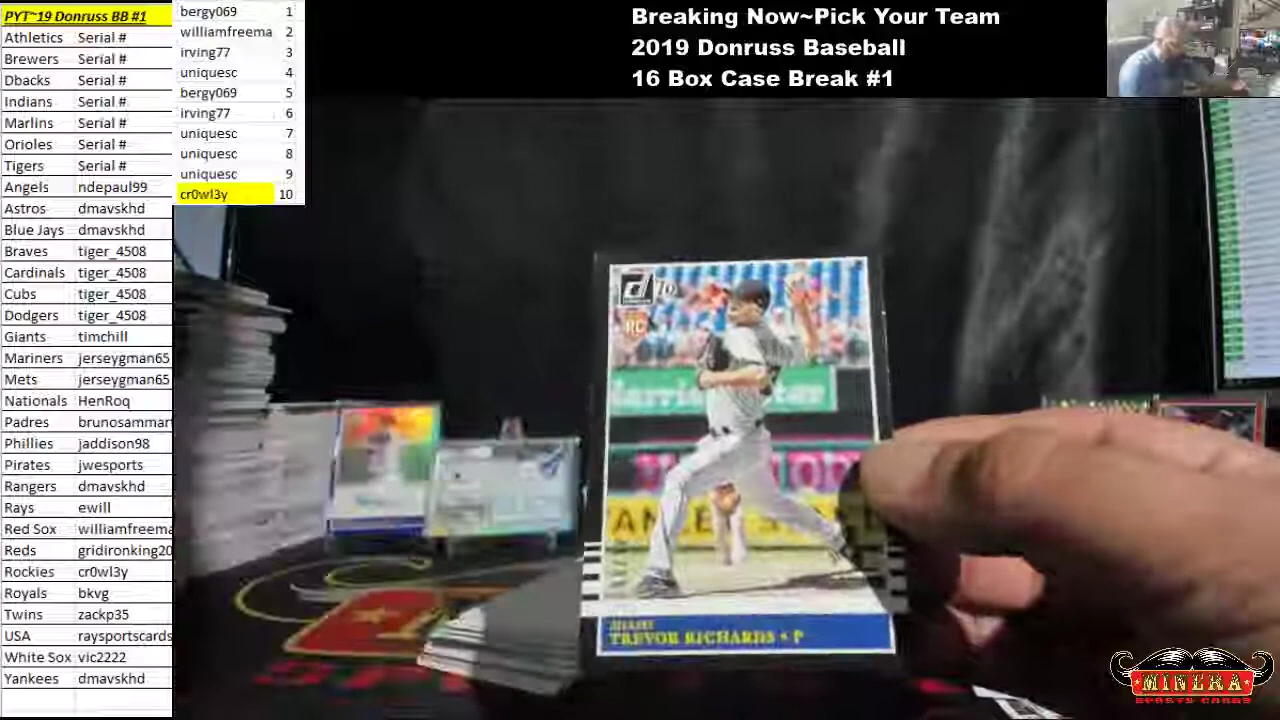 PYT~19 Donruss BB #1
Athletics Serial #
Brewers Serial #
Dbacks Serial #
Indians Serial #
Marlins Serial #
Orioles Serial #
Tigers Serial #
Angels ndepaul99
Astros dmavskhd
Blue Jays dmavskhd
Braves tiger_4508
Cardinals tiger_4508
Cubs tiger_4508
Dodgers tiger_4508
Giants timchill
Mariners jerseygman65
Mets jerseygman65
Nationals HenRoq
Padres brunosammar
Phillies jaddison98
Pirates jwesports
Rangers dmavskhd
Rays ewill
Red Sox williamfreema
Reds gridironking20
Rockies cr0wl3y
Royals bkvg
Twins zackp35
USA raysportscards
White Sox vic2222
Yankees dmavskhd
bergy069 1
williamfreema 2
irving77 3
uniquesc 4
bergy069 5
irving77 6
uniquesc 7
uniquesc 8
uniquesc 9
cr0wl3y 10
Breaking Now~Pick Your Team
2019 Donruss Baseball
16 Box Case Break #1
RC
TREVOR RICHARDS • P
MINERA
SPORTS CARDS